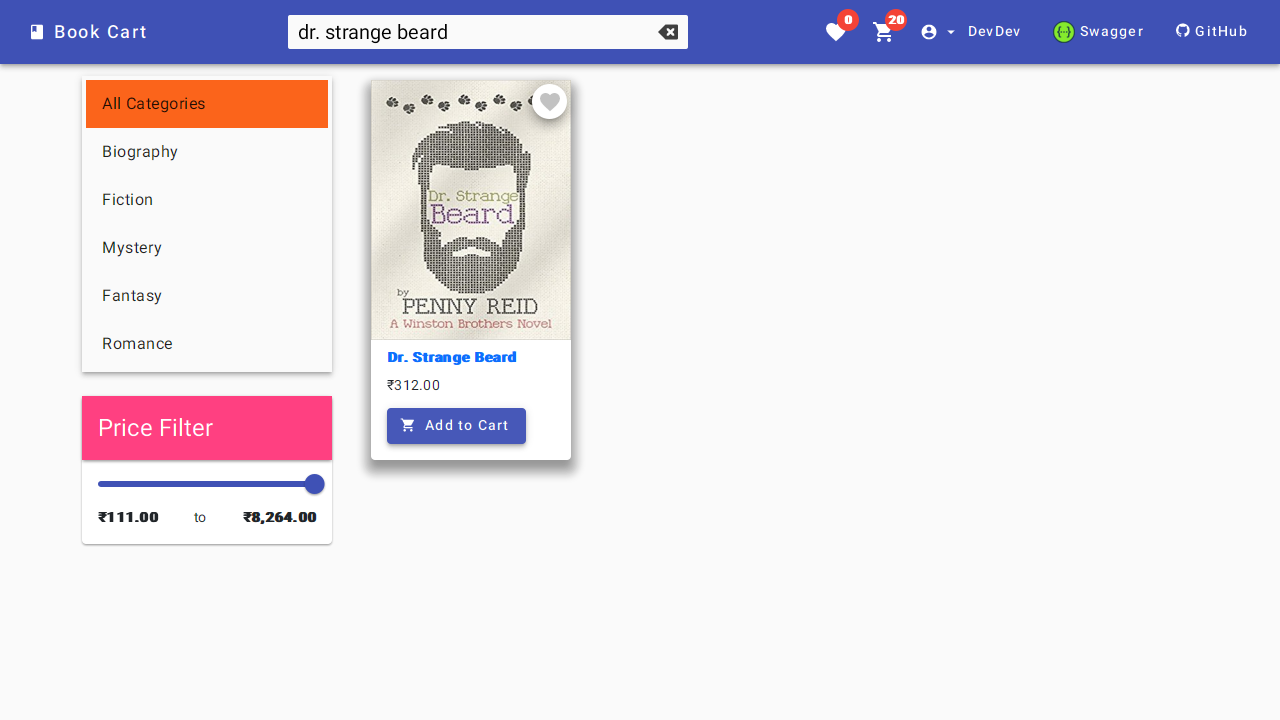 Book Cart
dr. strange beard
0
20
DevDev
Swagger
GitHub
All Categories
Biography
Fiction
Mystery
Fantasy
Romance
Price Filter
₹111.00 to ₹8,264.00
Dr. Strange
Beard
by
PENNY REID
A Winston Brothers Novel
Dr. Strange Beard
₹312.00
Add to Cart